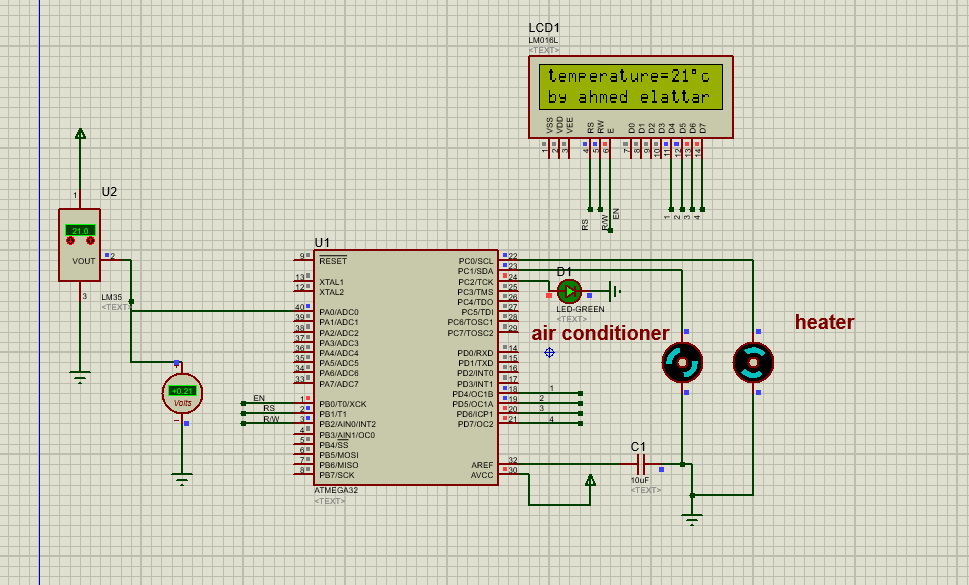 LCD1
LM016L
<TEXT>
temperature=21°c
by ahmed elattar
VSS VDD VEE RS RW E D0 D1 D2 D3 D4 D5 D6 D7
1 2 3 4 5 6 7 8 9 10 11 12 13 14
RS R/W EN 1 2 3 4
U2
1
21.0
VOUT
2
3
LM35
<TEXT>
+0.21
Volts
U1
9 RESET
13 XTAL1
12 XTAL2
40 PA0/ADC0
39 PA1/ADC1
38 PA2/ADC2
37 PA3/ADC3
36 PA4/ADC4
35 PA5/ADC5
34 PA6/ADC6
33 PA7/ADC7
EN 1 PB0/T0/XCK
RS 2 PB1/T1
R/W 3 PB2/AIN0/INT2
4 PB3/AIN1/OC0
5 PB4/SS
6 PB5/MOSI
7 PB6/MISO
8 PB7/SCK
PC0/SCL 22
PC1/SDA 23
PC2/TCK 24
PC3/TMS 25
PC4/TDO 26
PC5/TDI 27
PC6/TOSC1 28
PC7/TOSC2 29
PD0/RXD 14
PD1/TXD 15
PD2/INT0 16
PD3/INT1 17
PD4/OC1B 18 1
PD5/OC1A 19 2
PD6/ICP1 20 3
PD7/OC2 21 4
AREF 32
AVCC 30
ATMEGA32
<TEXT>
D1
LED-GREEN
<TEXT>
air conditioner
heater
C1
10uF
<TEXT>